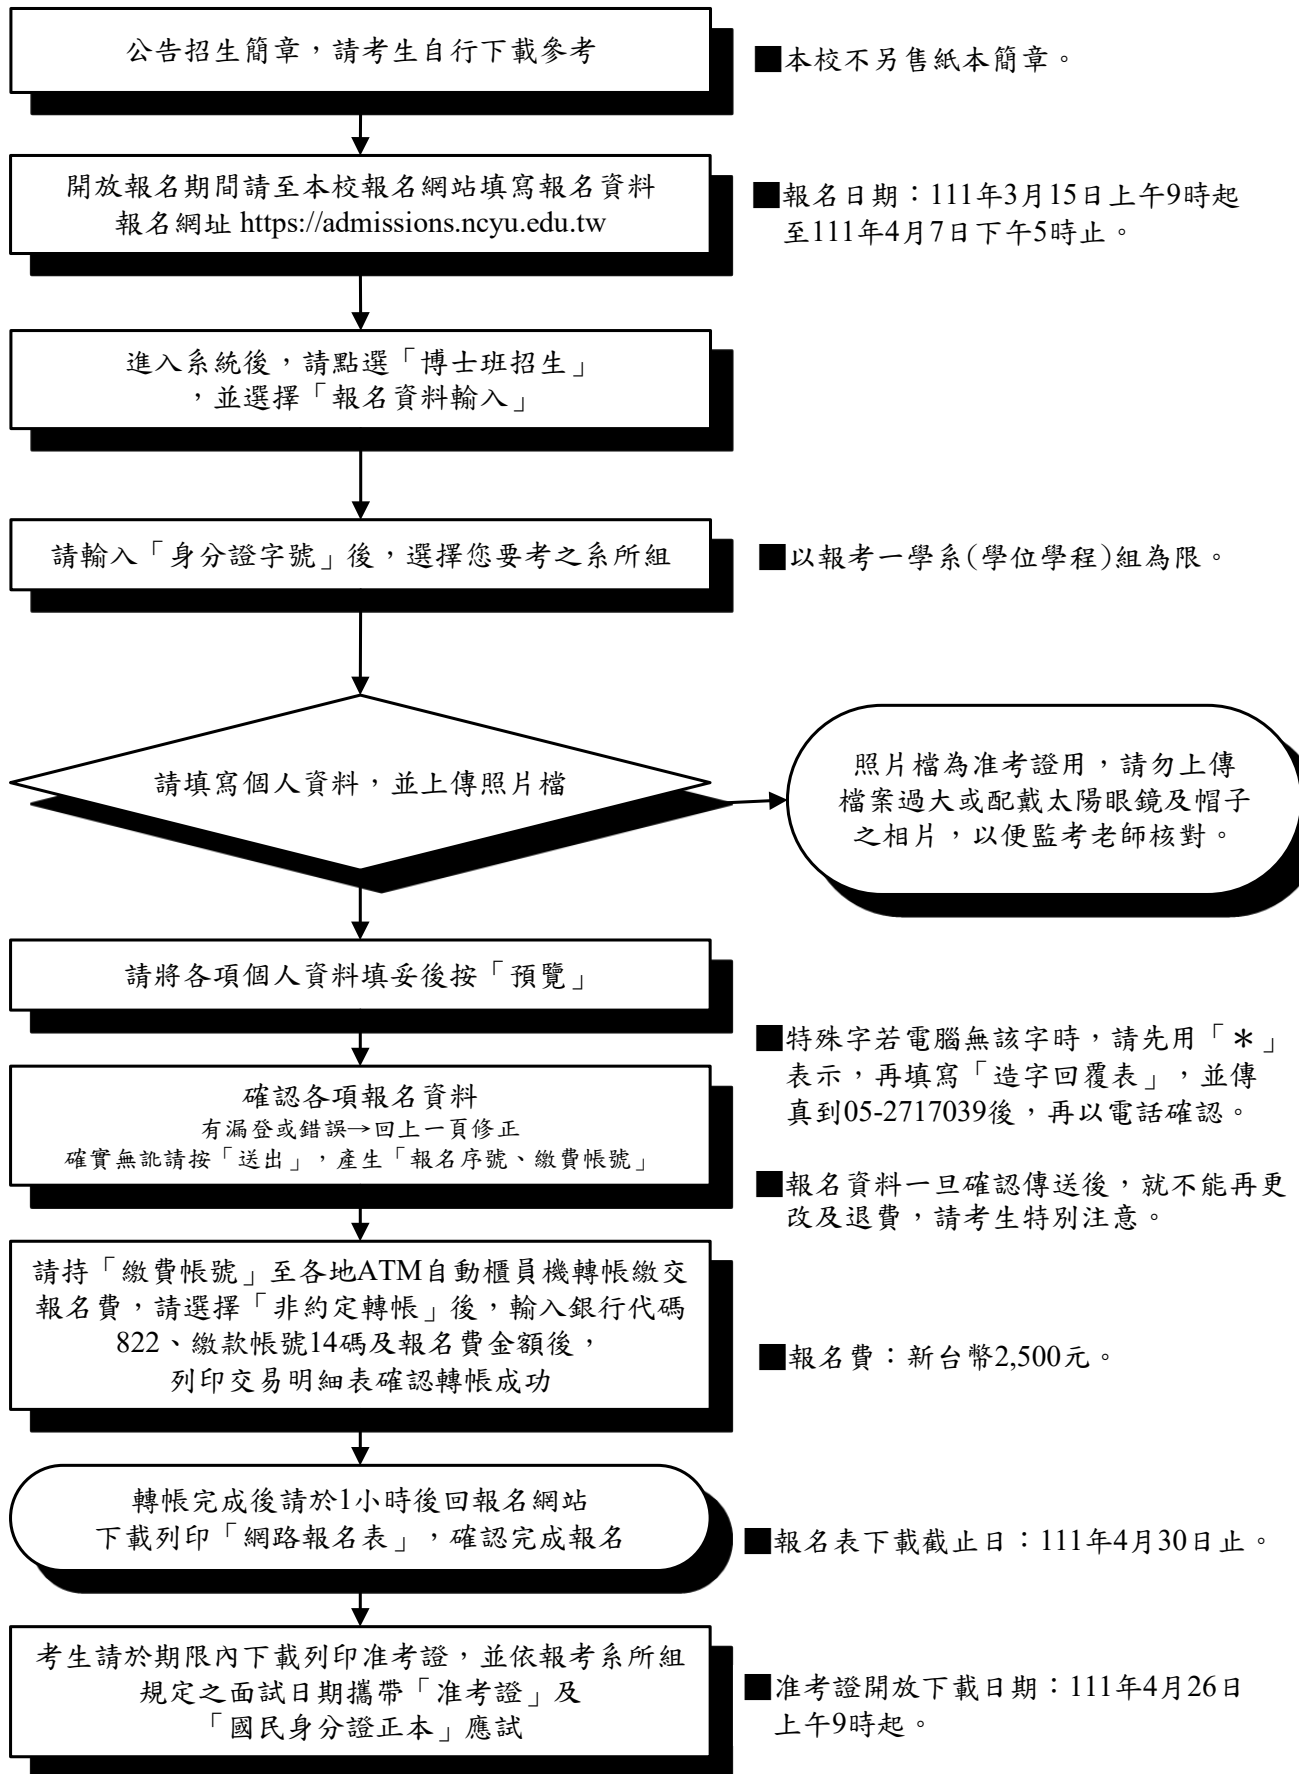 公告招生簡章，請考生自行下載參考
■本校不另售紙本簡章。
開放報名期間請至本校報名網站填寫報名資料
報名網址 https://admissions.ncyu.edu.tw
■報名日期：111年3月15日上午9時起
至111年4月7日下午5時止。
進入系統後，請點選「博士班招生」
，並選擇「報名資料輸入」
請輸入「身分證字號」後，選擇您要考之系所組
■以報考一學系(學位學程)組為限。
請填寫個人資料，並上傳照片檔
照片檔為准考證用，請勿上傳
檔案過大或配戴太陽眼鏡及帽子
之相片，以便監考老師核對。
請將各項個人資料填妥後按「預覽」
■特殊字若電腦無該字時，請先用「＊」
表示，再填寫「造字回覆表」，並傳
真到05-2717039後，再以電話確認。
確認各項報名資料
有漏登或錯誤→回上一頁修正
確實無訛請按「送出」，產生「報名序號、繳費帳號」
■報名資料一旦確認傳送後，就不能再更
改及退費，請考生特別注意。
請持「繳費帳號」至各地ATM自動櫃員機轉帳繳交
報名費，請選擇「非約定轉帳」後，輸入銀行代碼
822、繳款帳號14碼及報名費金額後，
列印交易明細表確認轉帳成功
■報名費：新台幣2,500元。
轉帳完成後請於1小時後回報名網站
下載列印「網路報名表」，確認完成報名
■報名表下載截止日：111年4月30日止。
考生請於期限內下載列印准考證，並依報考系所組
規定之面試日期攜帶「准考證」及
「國民身分證正本」應試
■准考證開放下載日期：111年4月26日
上午9時起。